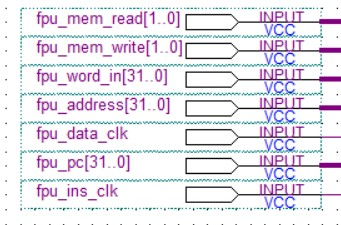 fpu_mem_read[1..0] INPUT
VCC
fpu_mem_write[1..0] INPUT
VCC
fpu_word_in[31..0] INPUT
VCC
fpu_address[31..0] INPUT
VCC
fpu_data_clk INPUT
VCC
fpu_pc[31..0] INPUT
VCC
fpu_ins_clk INPUT
VCC